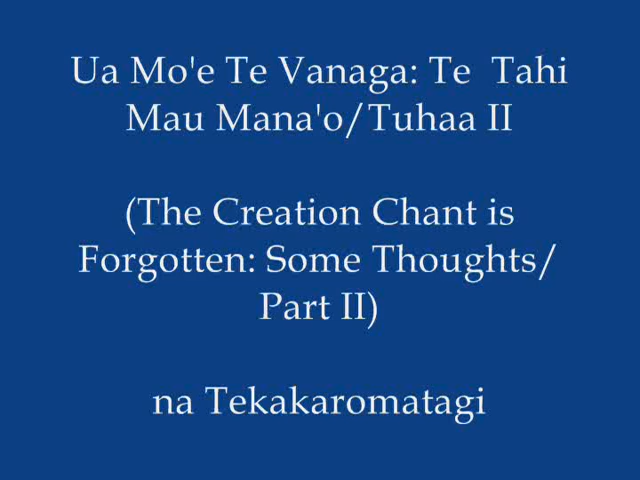 Ua Mo'e Te Vanaga: Te  Tahi
Mau Mana'o/Tuhaa II
(The Creation Chant is
Forgotten: Some Thoughts/
Part II)
na Tekakaromatagi